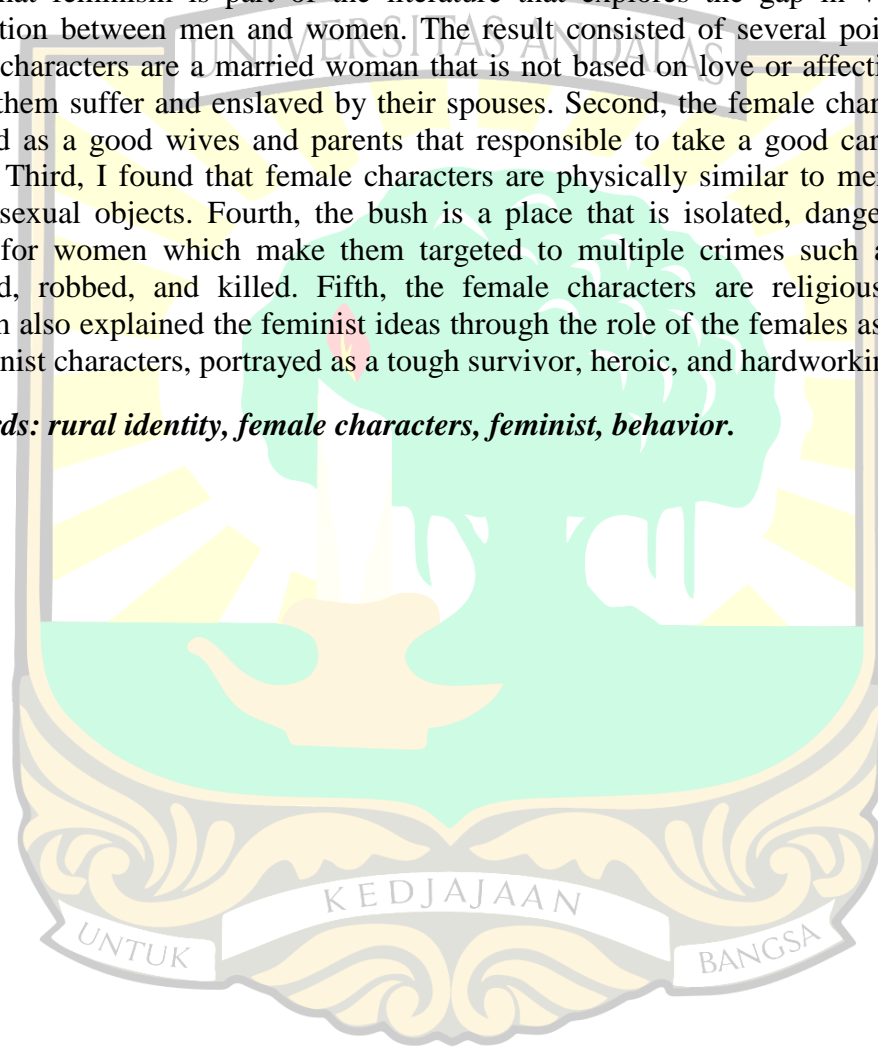 hat feminism is part of the literature that explores the gap in v
tion between men and women. The result consisted of several poi
UNIVERSITAS ANDALAS
characters are a married woman that is not based on love or affecti
them suffer and enslaved by their spouses. Second, the female char
d as a good wives and parents that responsible to take a good car
Third, I found that female characters are physically similar to me
sexual objects. Fourth, the bush is a place that is isolated, dange
for women which make them targeted to multiple crimes such a
d, robbed, and killed. Fifth, the female characters are religious
n also explained the feminist ideas through the role of the females as
nist characters, portrayed as a tough survivor, heroic, and hardworkin
rds: rural identity, female characters, feminist, behavior.
KEDJAJAAN
UNTUK
BANGSA